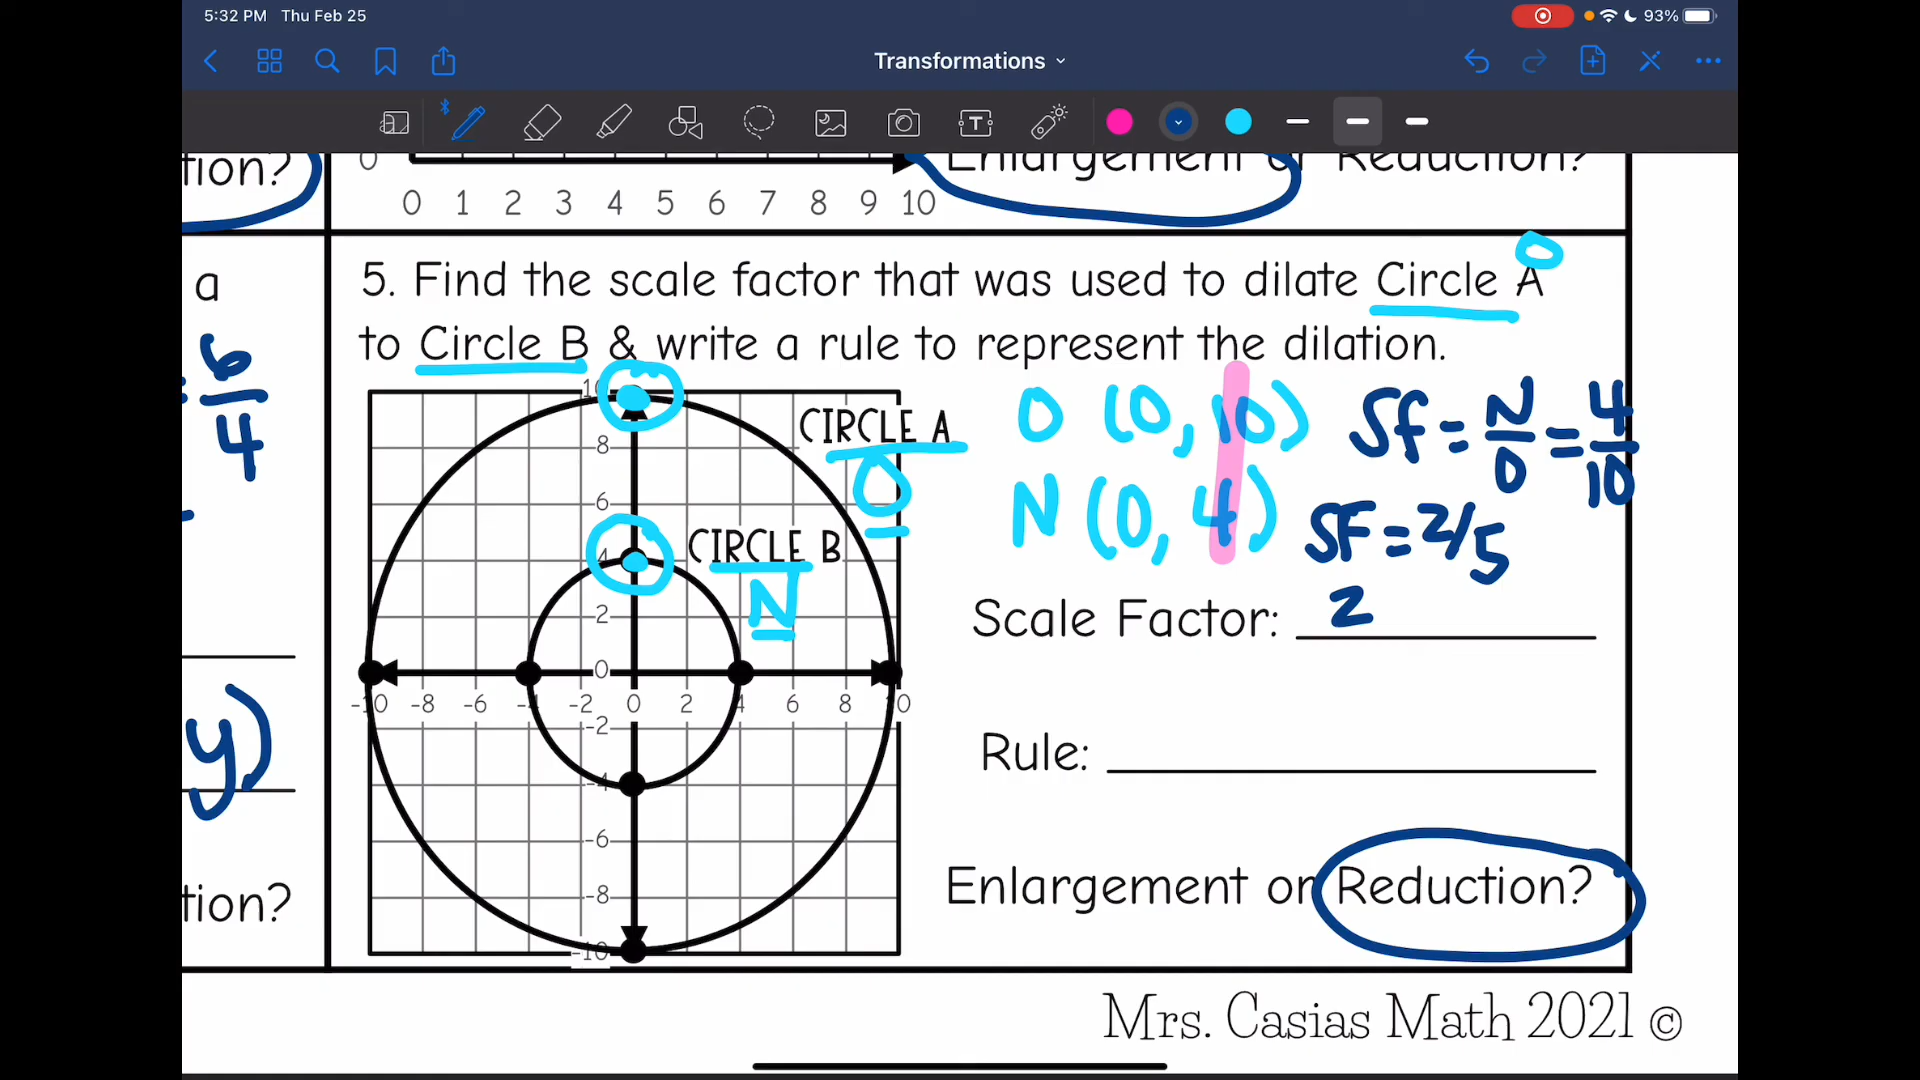 5:32 PM Thu Feb 25
93%
Transformations
tion?
0
Enlargement or Reduction?
0 1 2 3 4 5 6 7 8 9 10
a
6
4
y)
tion?
5. Find the scale factor that was used to dilate Circle A
O
to Circle B & write a rule to represent the dilation.
10
8
6
4
2
0
-2
-4
-6
-8
-10
-10 -8 -6 -4 -2 0 2 4 6 8 10
CIRCLE A
O
CIRCLE B
N
O (0, 10)
N (0, 4)
Sf = N/O = 4/10
SF = 2/5
Scale Factor: 2
Rule:
Enlargement or Reduction?
Mrs. Casias Math 2021 ©